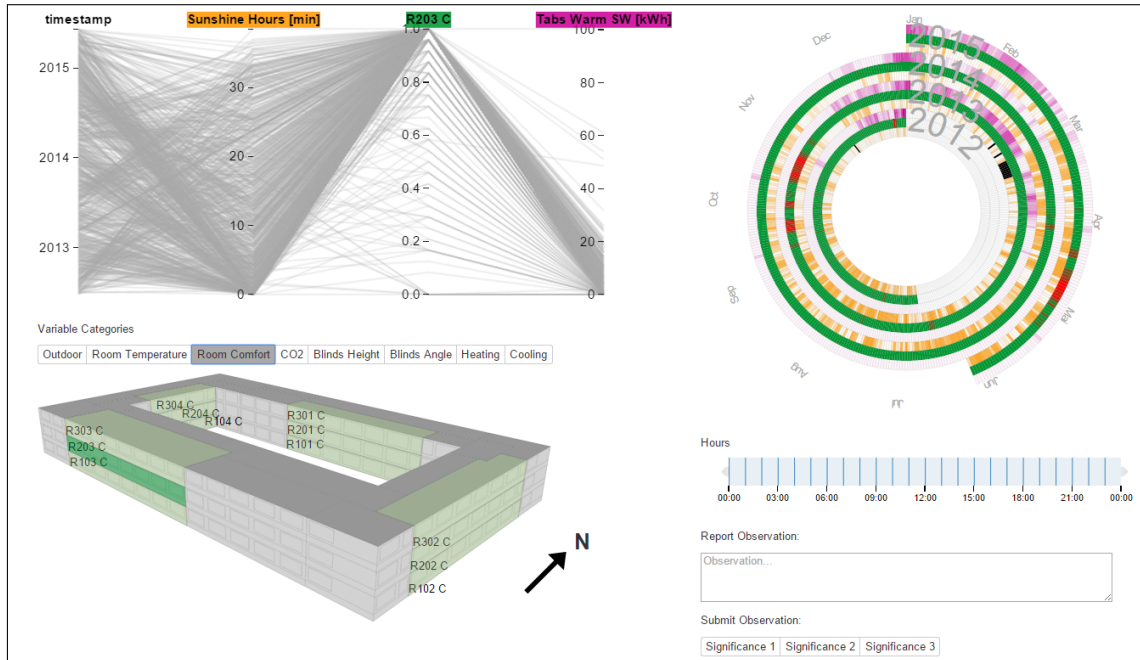 timestamp
Sunshine Hours [min]
R203 C
Tabs Warm SW [kWh]
2015
2014
2013
30
20
10
0
1.0
0.8
0.6
0.4
0.2
0.0
100
80
60
40
20
0
Jan
Feb
Mar
Apr
Mai
Jun
Jul
Aug
Sep
Oct
Nov
Dec
2015
2014
2013
2012
Variable Categories
Outdoor Room Temperature Room Comfort CO2 Blinds Height Blinds Angle Heating Cooling
R304 C
R204 C
R104 C
R301 C
R201 C
R101 C
R303 C
R203 C
R103 C
R302 C
R202 C
R102 C
N
Hours
00:00 03:00 06:00 09:00 12:00 15:00 18:00 21:00 00:00
Report Observation:
Observation...
Submit Observation:
Significance 1 Significance 2 Significance 3